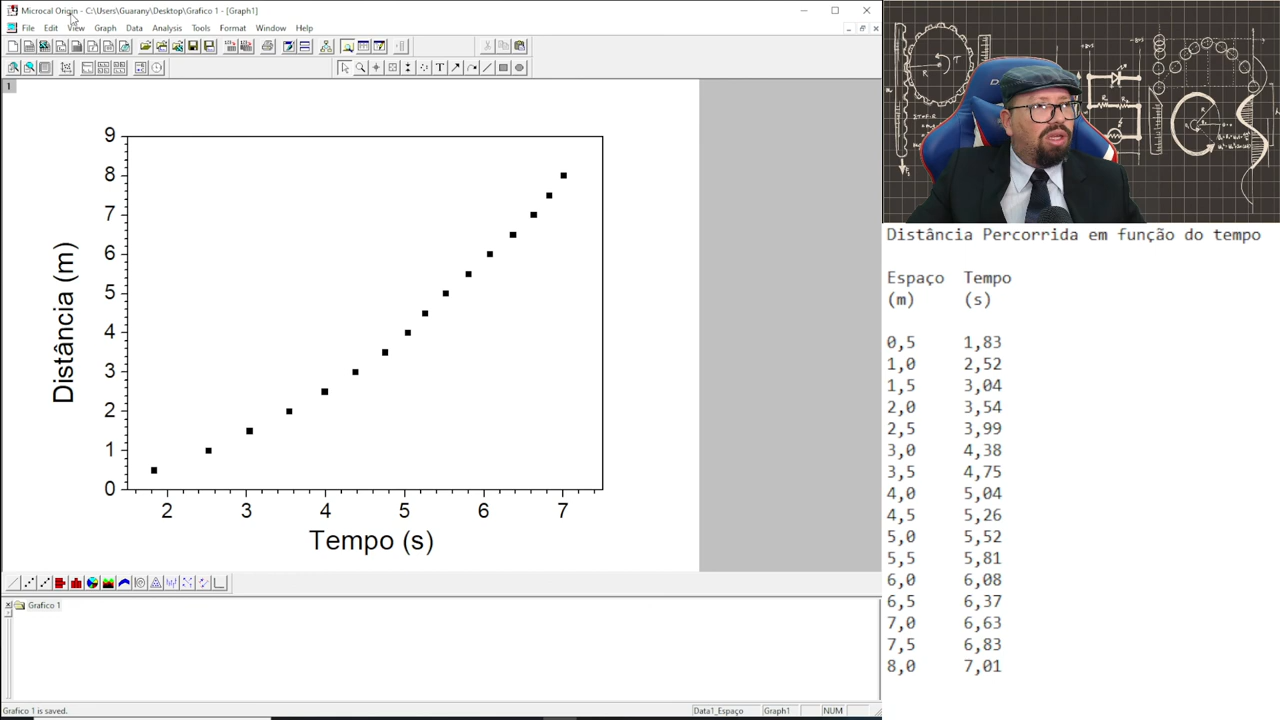 Microcal Origin - C:\Users\Guarany\Desktop\Grafico 1 - [Graph1]
File Edit View Graph Data Analysis Tools Format Window Help
1
9
8
7
6
5
4
3
2
1
0
Distância (m)
2 3 4 5 6 7
Tempo (s)
Grafico 1
Grafico 1 is saved.
Data1_Espaço Graph1 NUM
Distância Percorrida em função do tempo
Espaço Tempo
(m) (s)
0,5 1,83
1,0 2,52
1,5 3,04
2,0 3,54
2,5 3,99
3,0 4,38
3,5 4,75
4,0 5,04
4,5 5,26
5,0 5,52
5,5 5,81
6,0 6,08
6,5 6,37
7,0 6,63
7,5 6,83
8,0 7,01